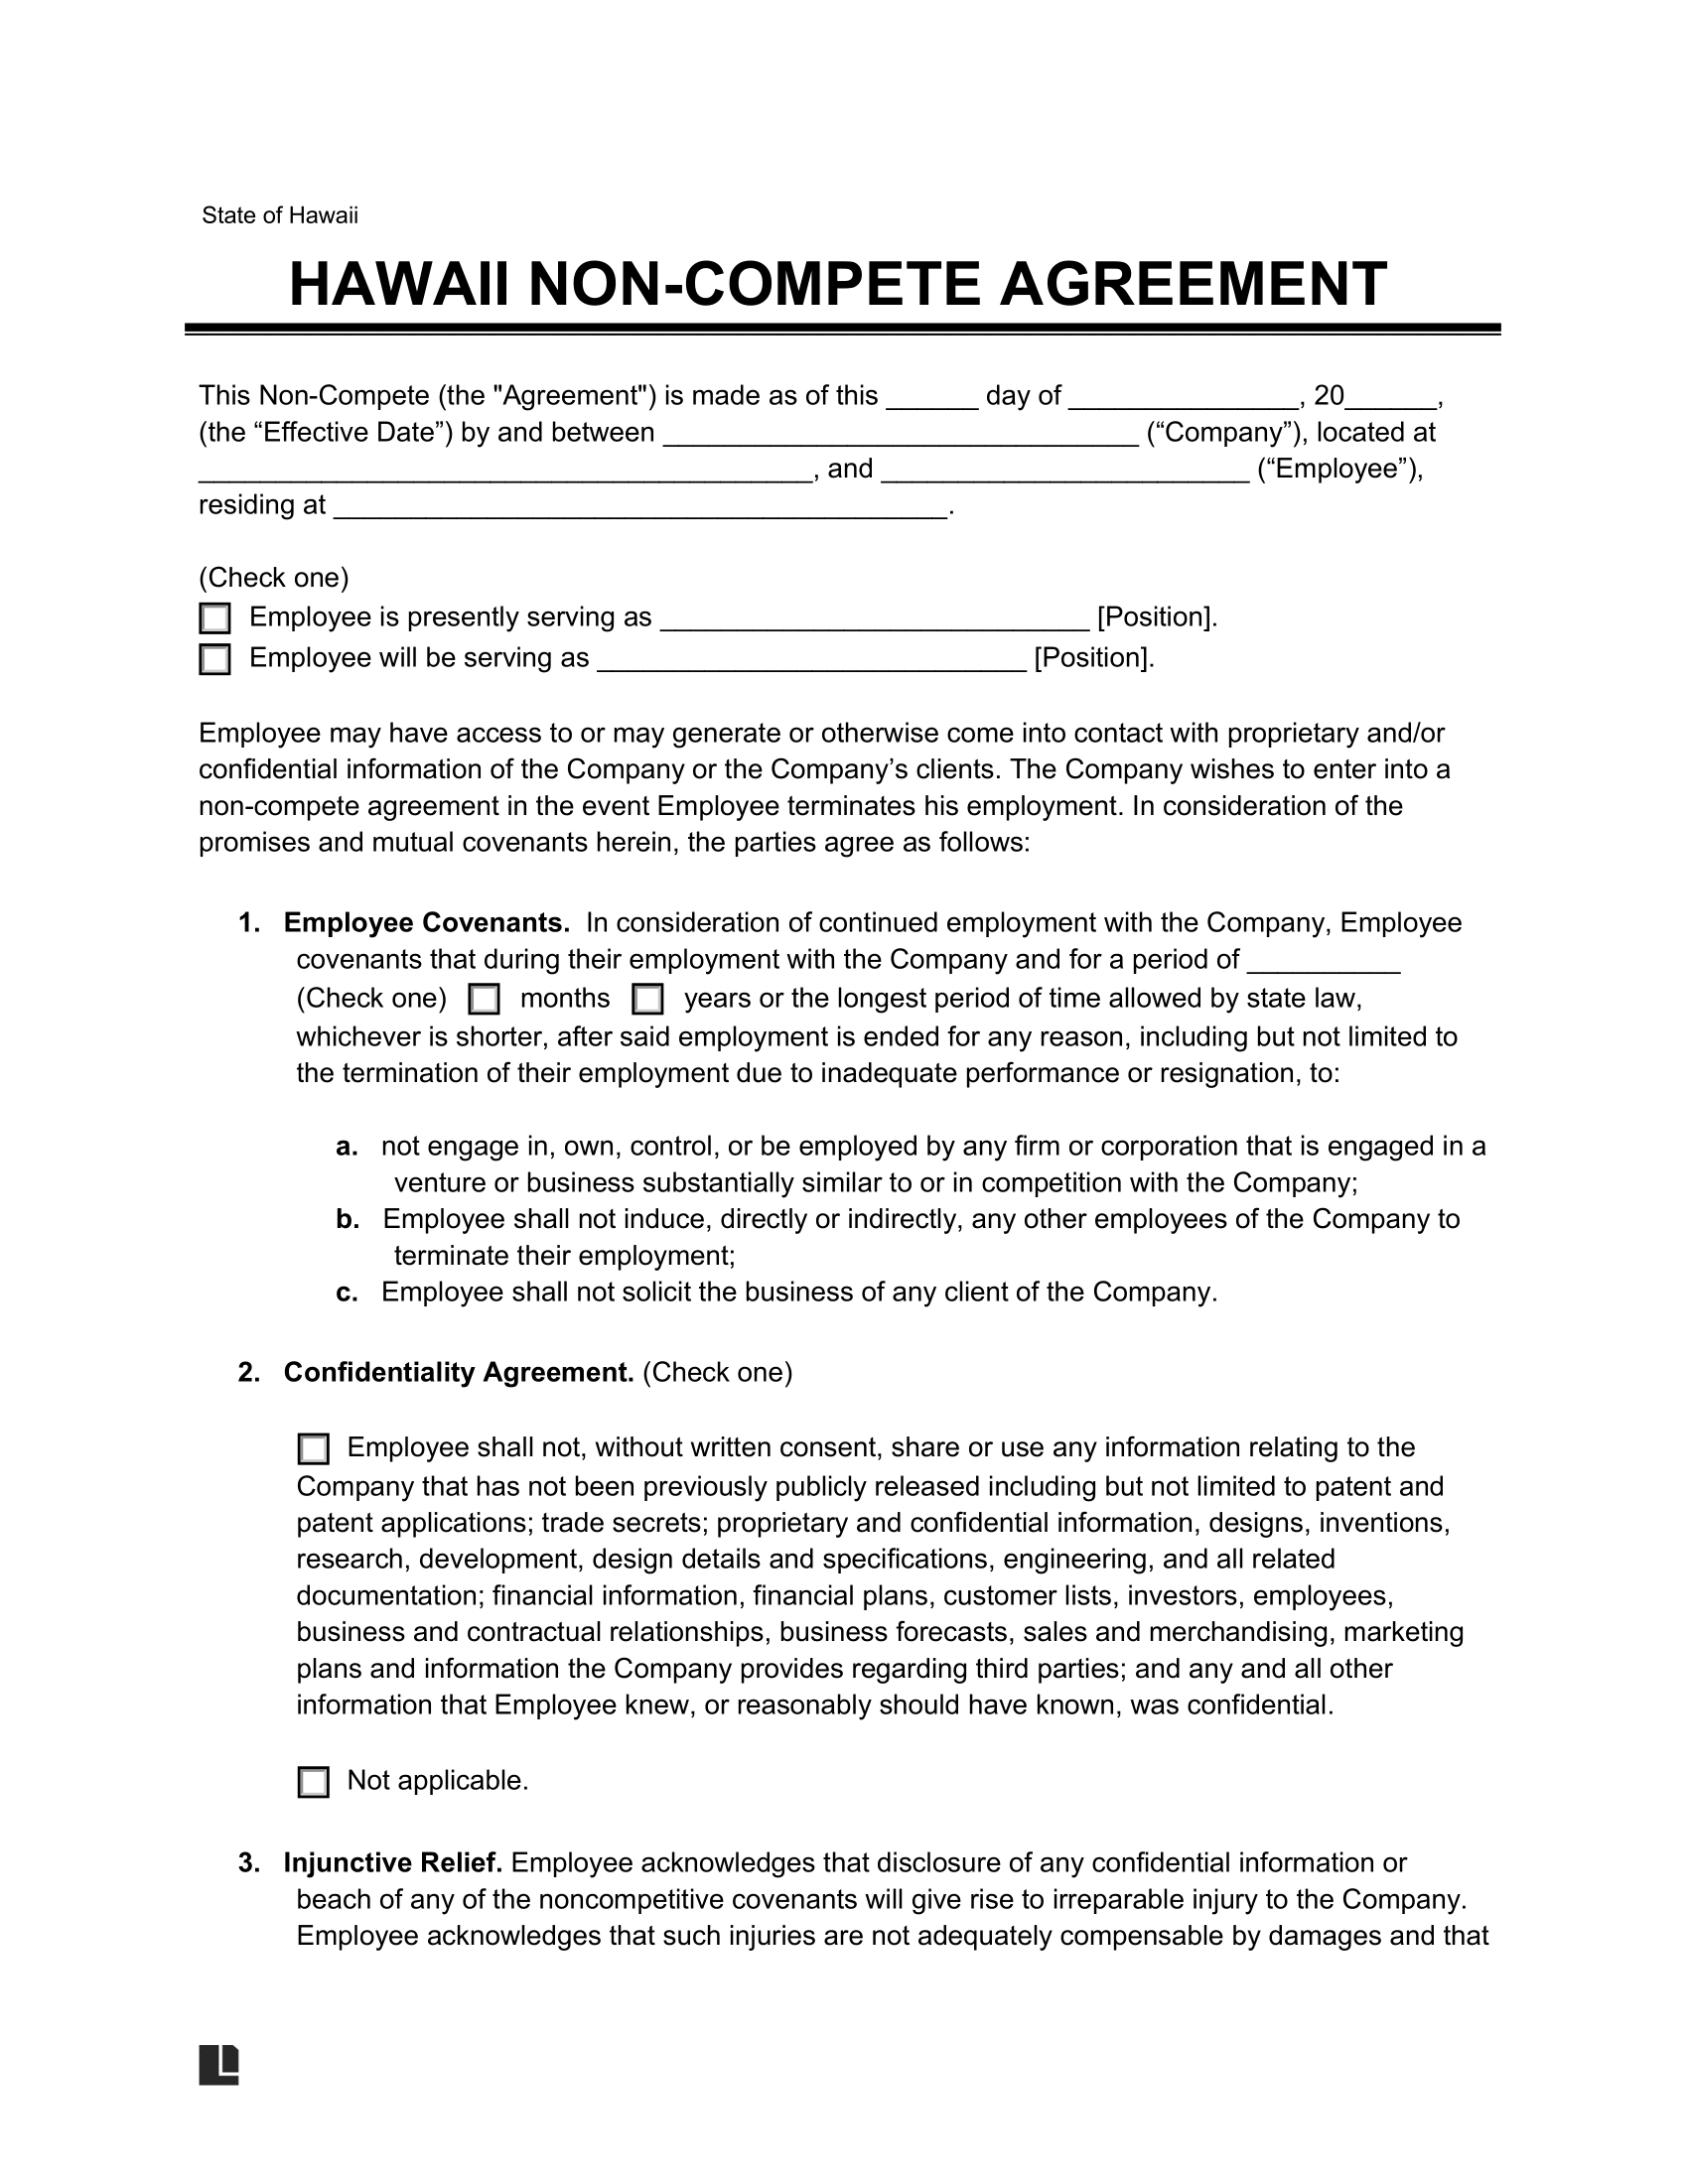 State of Hawaii
HAWAII NON-COMPETE AGREEMENT
This Non-Compete (the "Agreement") is made as of this ______ day of _______________, 20______,
(the “Effective Date”) by and between _______________________________ (“Company”), located at
________________________________________, and ________________________ (“Employee”),
residing at ________________________________________.
(Check one)
Employee is presently serving as ____________________________ [Position].
Employee will be serving as ____________________________ [Position].
Employee may have access to or may generate or otherwise come into contact with proprietary and/or
confidential information of the Company or the Company’s clients. The Company wishes to enter into a
non-compete agreement in the event Employee terminates his employment. In consideration of the
promises and mutual covenants herein, the parties agree as follows:
1. Employee Covenants. In consideration of continued employment with the Company, Employee
covenants that during their employment with the Company and for a period of __________
(Check one) months years or the longest period of time allowed by state law,
whichever is shorter, after said employment is ended for any reason, including but not limited to
the termination of their employment due to inadequate performance or resignation, to:
a. not engage in, own, control, or be employed by any firm or corporation that is engaged in a
venture or business substantially similar to or in competition with the Company;
b. Employee shall not induce, directly or indirectly, any other employees of the Company to
terminate their employment;
c. Employee shall not solicit the business of any client of the Company.
2. Confidentiality Agreement. (Check one)
Employee shall not, without written consent, share or use any information relating to the
Company that has not been previously publicly released including but not limited to patent and
patent applications; trade secrets; proprietary and confidential information, designs, inventions,
research, development, design details and specifications, engineering, and all related
documentation; financial information, financial plans, customer lists, investors, employees,
business and contractual relationships, business forecasts, sales and merchandising, marketing
plans and information the Company provides regarding third parties; and any and all other
information that Employee knew, or reasonably should have known, was confidential.
Not applicable.
3. Injunctive Relief. Employee acknowledges that disclosure of any confidential information or
beach of any of the noncompetitive covenants will give rise to irreparable injury to the Company.
Employee acknowledges that such injuries are not adequately compensable by damages and that